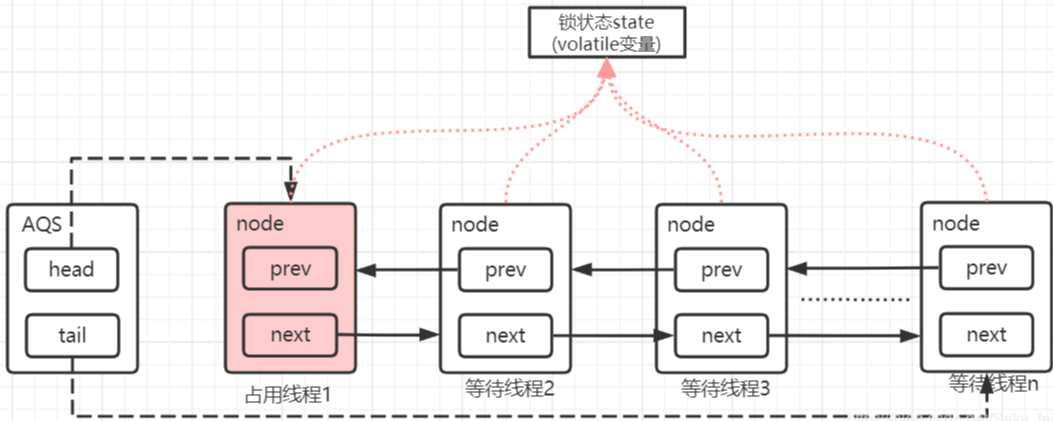 锁状态state
(volatile变量)
AQS
head
tail
node
prev
next
占用线程1
node
prev
next
等待线程2
node
prev
next
等待线程3
node
prev
next
等待线程n